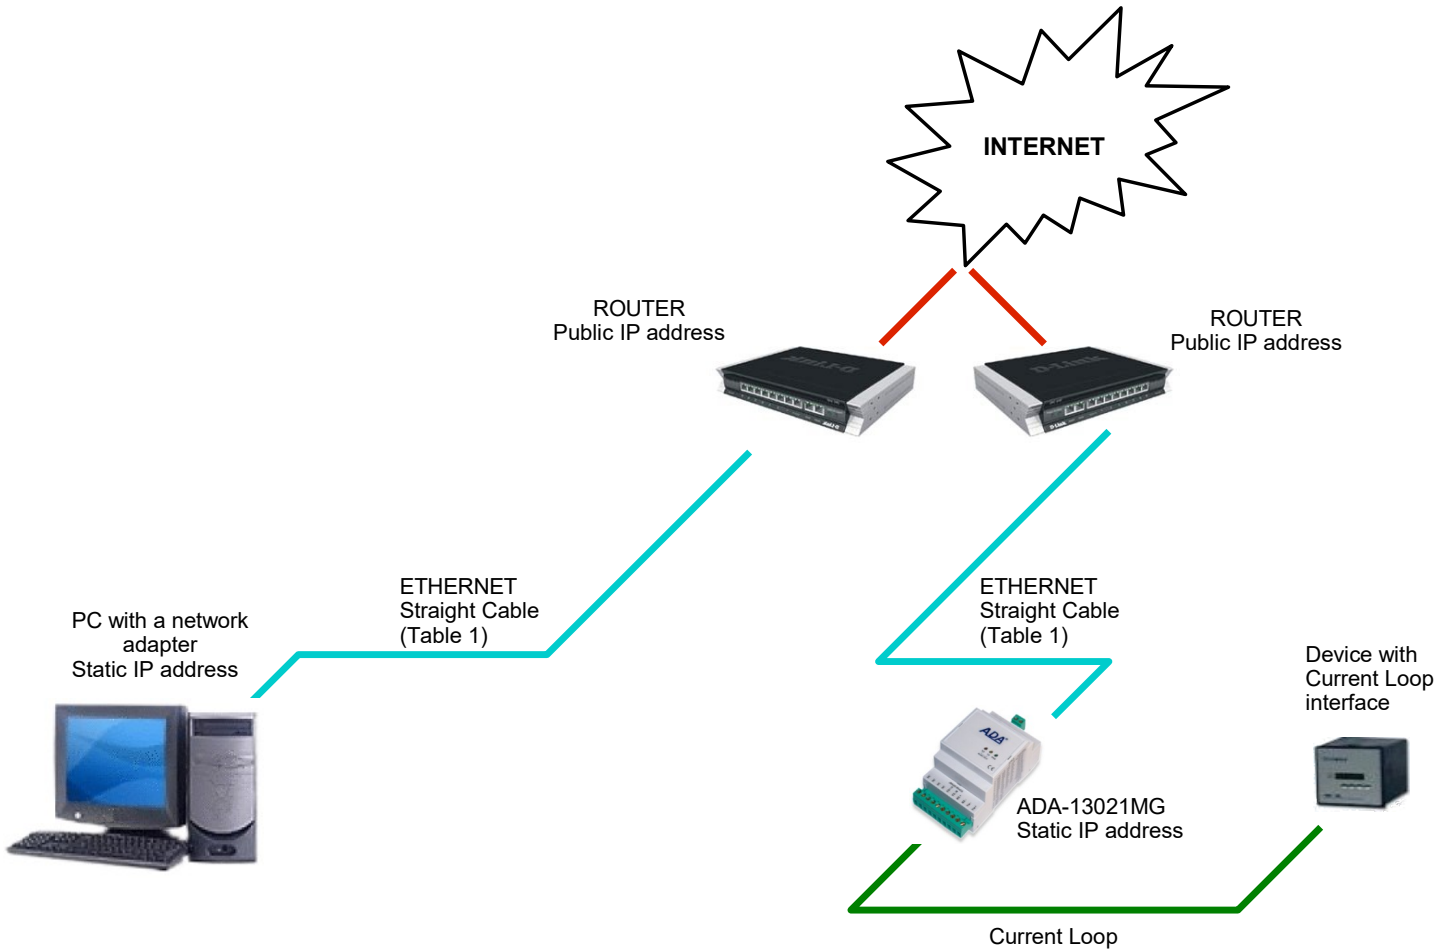 INTERNET
ROUTER
Public IP address
ROUTER
Public IP address
D-Link
D-Link
ETHERNET
Straight Cable
(Table 1)
ETHERNET
Straight Cable
(Table 1)
PC with a network
adapter
Static IP address
Device with
Current Loop
interface
ADA
ADA-13021MG
Static IP address
Current Loop